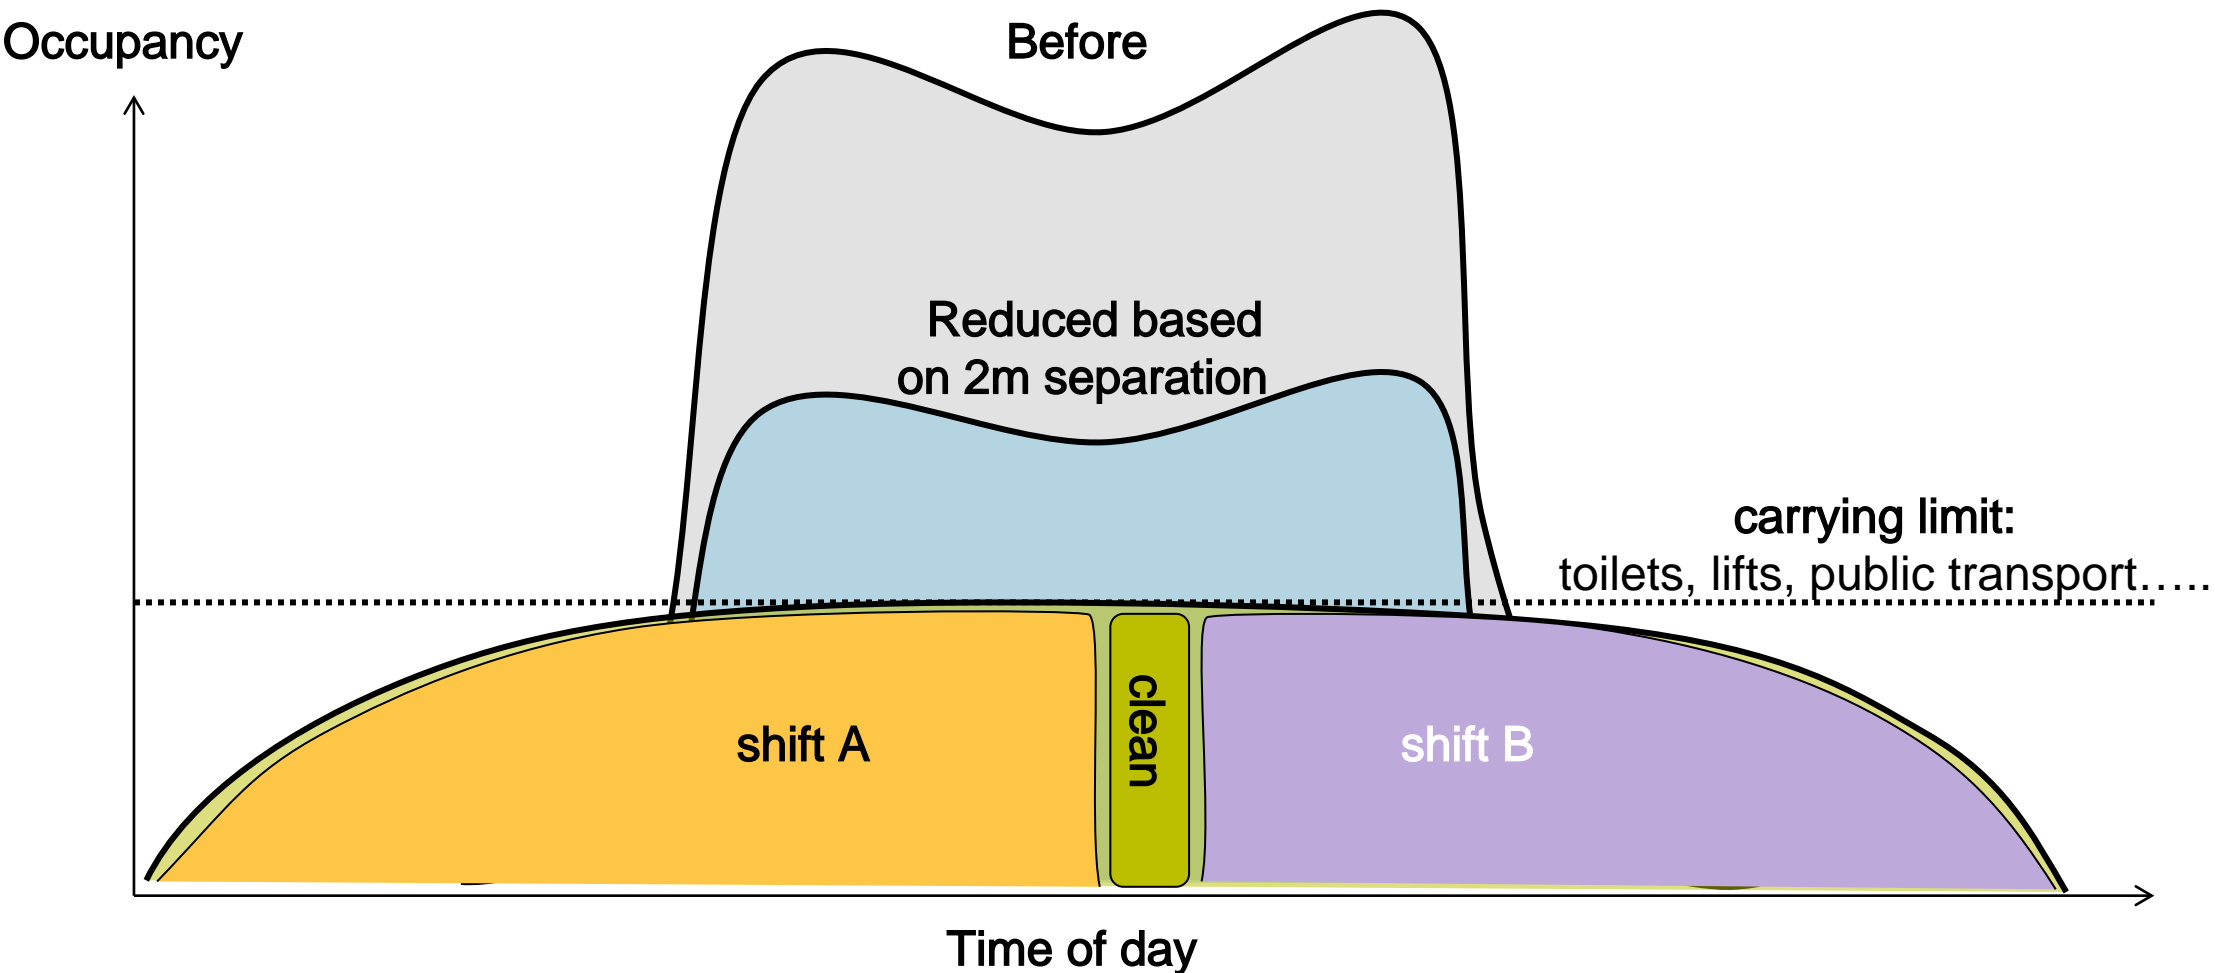 Occupancy
Before
Reduced based
on 2m separation
carrying limit:
toilets, lifts, public transport…..
shift A
clean
shift B
Time of day